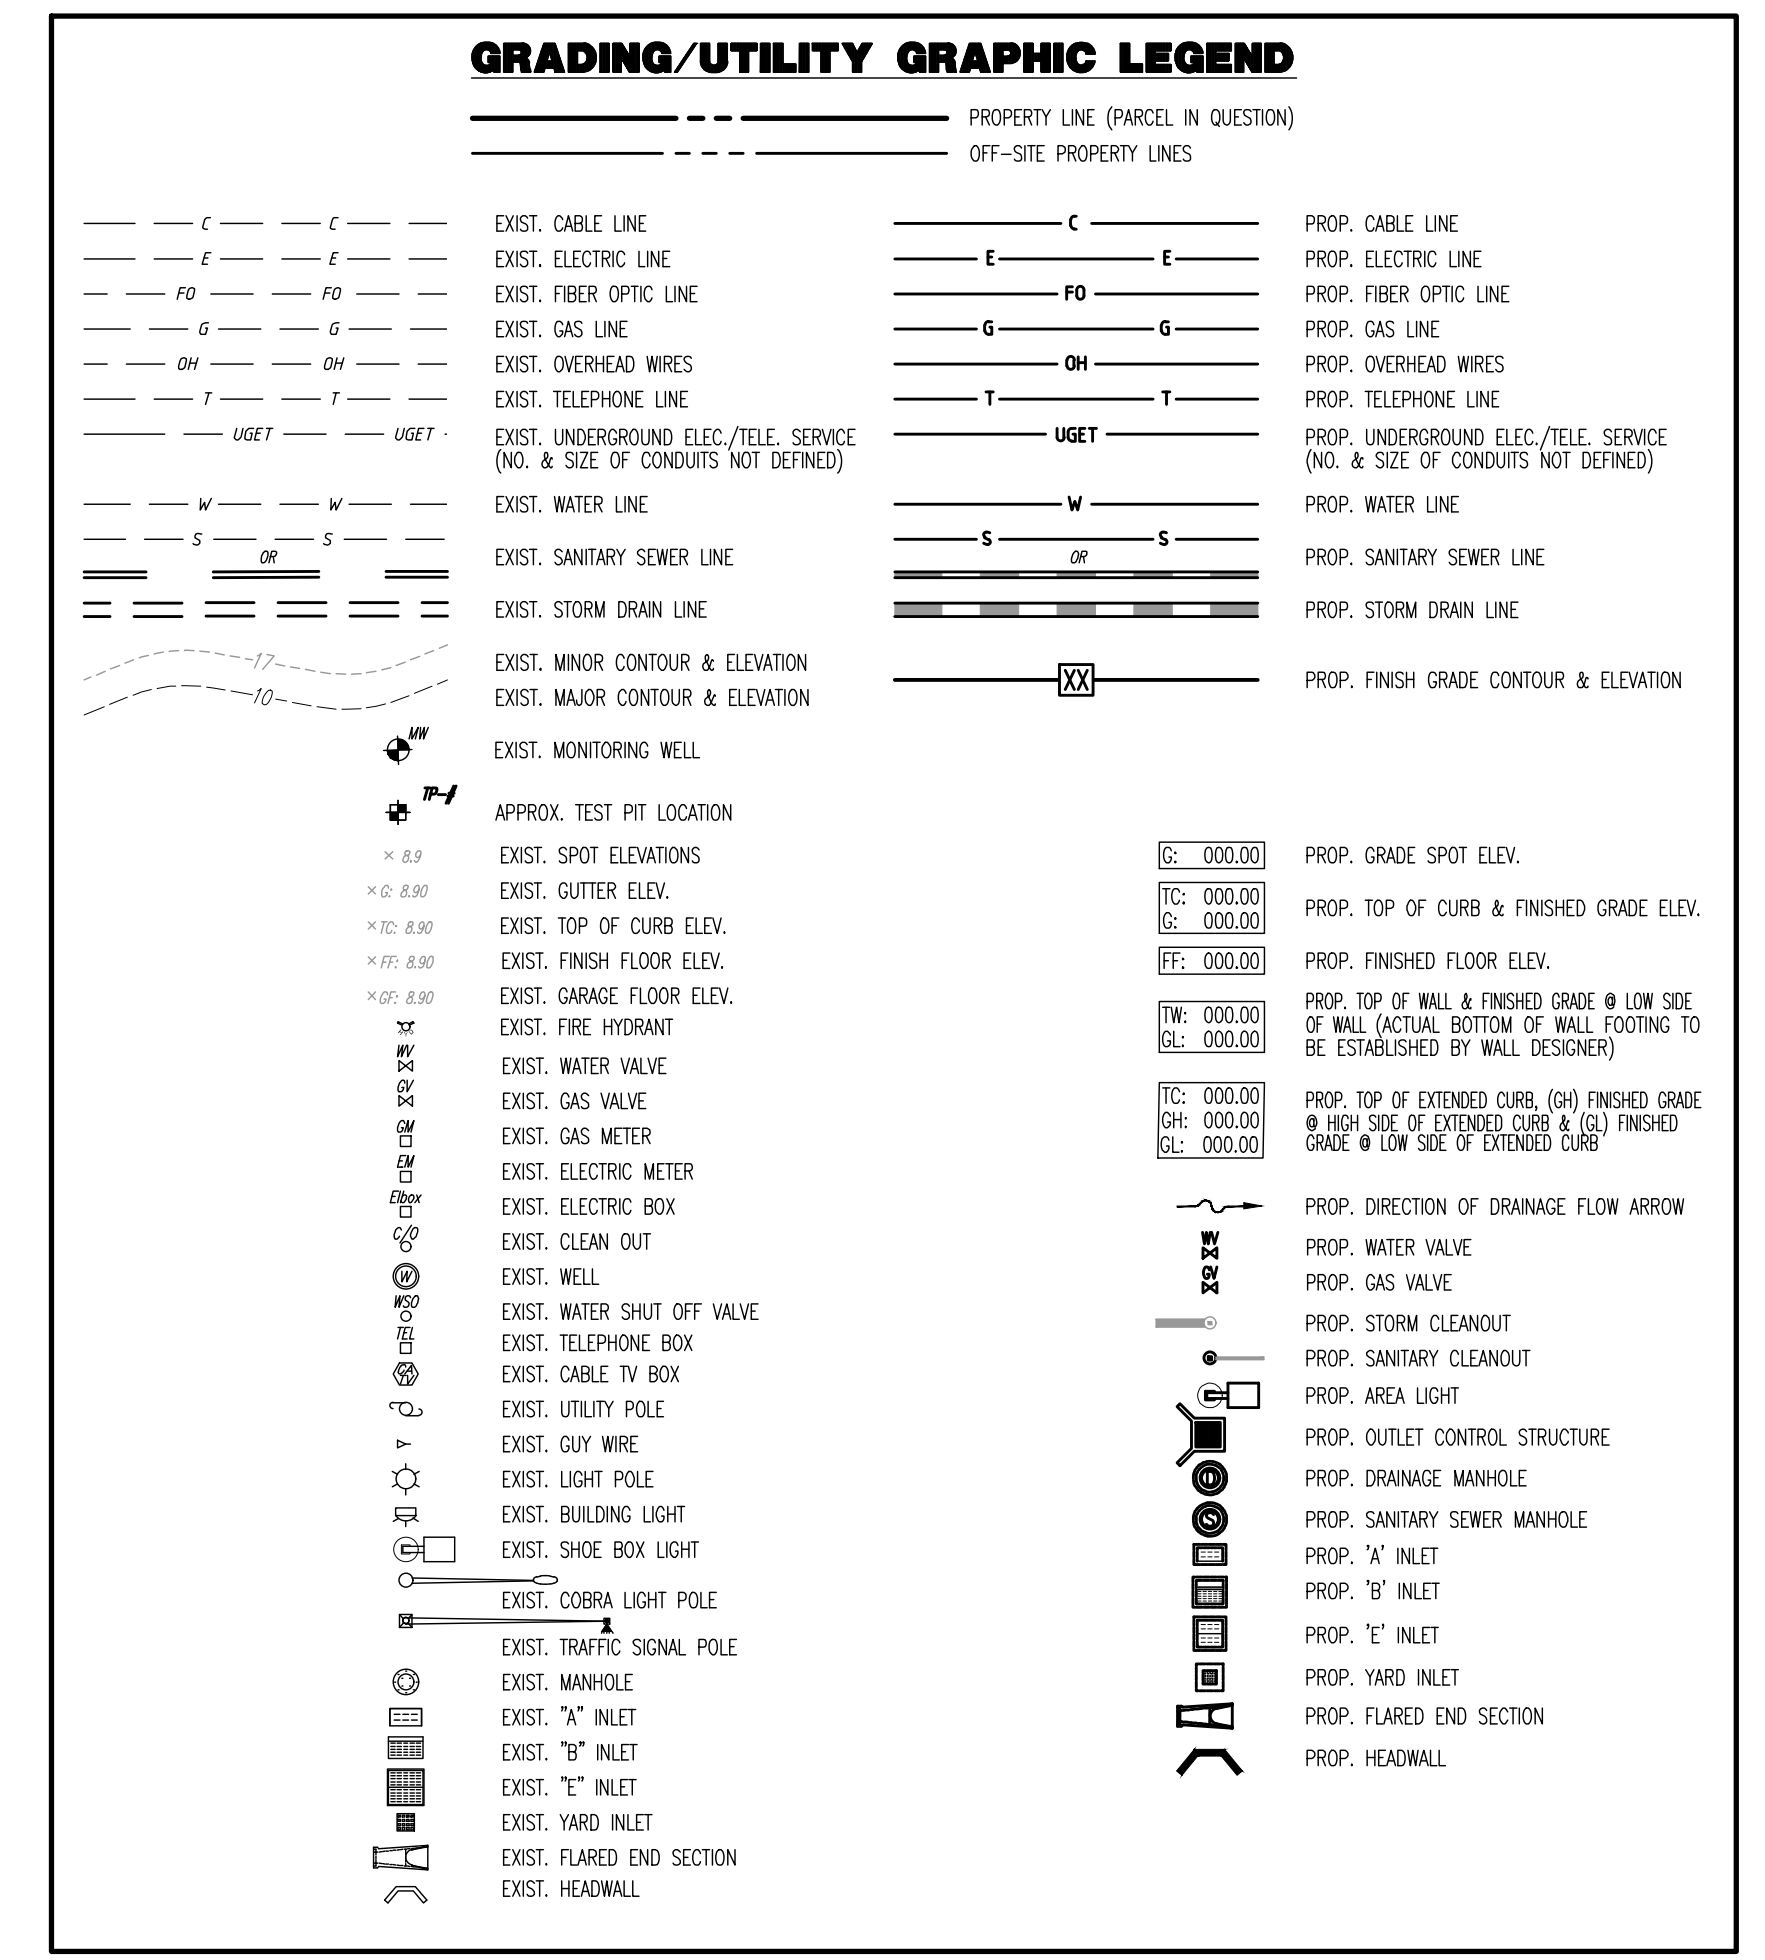 GRADING/UTILITY GRAPHIC LEGEND
PROPERTY LINE (PARCEL IN QUESTION)
OFF-SITE PROPERTY LINES
C C EXIST. CABLE LINE C PROP. CABLE LINE
E E EXIST. ELECTRIC LINE E E PROP. ELECTRIC LINE
FO FO EXIST. FIBER OPTIC LINE FO PROP. FIBER OPTIC LINE
G G EXIST. GAS LINE G G PROP. GAS LINE
OH OH EXIST. OVERHEAD WIRES OH PROP. OVERHEAD WIRES
T T EXIST. TELEPHONE LINE T T PROP. TELEPHONE LINE
UGET UGET EXIST. UNDERGROUND ELEC./TELE. SERVICE UGET PROP. UNDERGROUND ELEC./TELE. SERVICE
(NO. & SIZE OF CONDUITS NOT DEFINED) (NO. & SIZE OF CONDUITS NOT DEFINED)
W W EXIST. WATER LINE W PROP. WATER LINE
S S S S
OR EXIST. SANITARY SEWER LINE OR PROP. SANITARY SEWER LINE
EXIST. STORM DRAIN LINE PROP. STORM DRAIN LINE
17 EXIST. MINOR CONTOUR & ELEVATION
XX PROP. FINISH GRADE CONTOUR & ELEVATION
10 EXIST. MAJOR CONTOUR & ELEVATION
MW
EXIST. MONITORING WELL
TP-#
APPROX. TEST PIT LOCATION
× 8.9 EXIST. SPOT ELEVATIONS
× G: 8.90 EXIST. GUTTER ELEV.
× TC: 8.90 EXIST. TOP OF CURB ELEV.
× FF: 8.90 EXIST. FINISH FLOOR ELEV.
× GF: 8.90 EXIST. GARAGE FLOOR ELEV.
EXIST. FIRE HYDRANT
WV
EXIST. WATER VALVE
GV
EXIST. GAS VALVE
GM
EXIST. GAS METER
EM
EXIST. ELECTRIC METER
Elbox
EXIST. ELECTRIC BOX
C/O
EXIST. CLEAN OUT
W EXIST. WELL
WSO
EXIST. WATER SHUT OFF VALVE
TEL
EXIST. TELEPHONE BOX
CA
TV
EXIST. CABLE TV BOX
EXIST. UTILITY POLE
EXIST. GUY WIRE
EXIST. LIGHT POLE
EXIST. BUILDING LIGHT
EXIST. SHOE BOX LIGHT
EXIST. COBRA LIGHT POLE
EXIST. TRAFFIC SIGNAL POLE
EXIST. MANHOLE
EXIST. "A" INLET
EXIST. "B" INLET
EXIST. "E" INLET
EXIST. YARD INLET
EXIST. FLARED END SECTION
EXIST. HEADWALL
G: 000.00 PROP. GRADE SPOT ELEV.
TC: 000.00
G: 000.00
PROP. TOP OF CURB & FINISHED GRADE ELEV.
FF: 000.00 PROP. FINISHED FLOOR ELEV.
TW: 000.00
GL: 000.00
PROP. TOP OF WALL & FINISHED GRADE @ LOW SIDE
OF WALL (ACTUAL BOTTOM OF WALL FOOTING TO
BE ESTABLISHED BY WALL DESIGNER)
TC: 000.00
GH: 000.00
GL: 000.00
PROP. TOP OF EXTENDED CURB, (GH) FINISHED GRADE
@ HIGH SIDE OF EXTENDED CURB & (GL) FINISHED
GRADE @ LOW SIDE OF EXTENDED CURB
PROP. DIRECTION OF DRAINAGE FLOW ARROW
WV
PROP. WATER VALVE
GV
PROP. GAS VALVE
PROP. STORM CLEANOUT
PROP. SANITARY CLEANOUT
PROP. AREA LIGHT
PROP. OUTLET CONTROL STRUCTURE
D PROP. DRAINAGE MANHOLE
S PROP. SANITARY SEWER MANHOLE
PROP. 'A' INLET
PROP. 'B' INLET
PROP. 'E' INLET
PROP. YARD INLET
PROP. FLARED END SECTION
PROP. HEADWALL